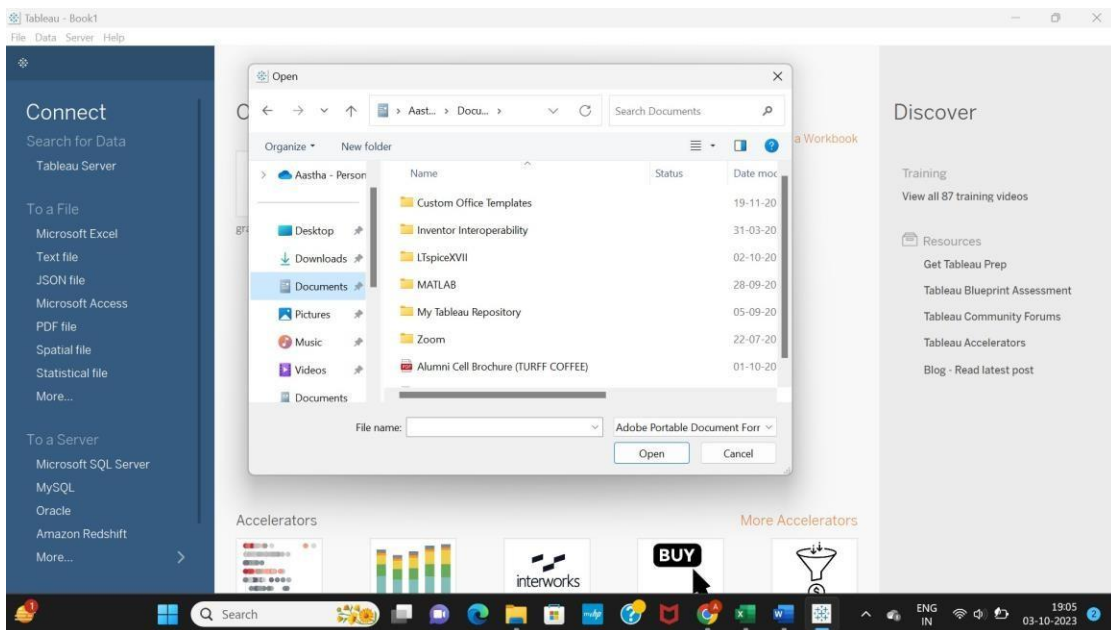 Tableau - Book1
File Data Server Help
Connect
Search for Data
Tableau Server
To a File
Microsoft Excel
Text file
JSON file
Microsoft Access
PDF file
Spatial file
Statistical file
More...
To a Server
Microsoft SQL Server
MySQL
Oracle
Amazon Redshift
More...
Open
Aast... > Docu... >
Search Documents
Organize
New folder
Name
Status
Date moc
Aastha - Person
Desktop
Downloads
Documents
Pictures
Music
Videos
Documents
Custom Office Templates 19-11-20
Inventor Interoperability 31-03-20
LTspiceXVII 02-10-20
MATLAB 28-09-20
My Tableau Repository 05-09-20
Zoom 22-07-20
Alumni Cell Brochure (TURFF COFFEE) 01-10-20
File name:
Adobe Portable Document Forr
Open
Cancel
a Workbook
Accelerators
More Accelerators
interworks
BUY
Discover
Training
View all 87 training videos
Resources
Get Tableau Prep
Tableau Blueprint Assessment
Tableau Community Forums
Tableau Accelerators
Blog - Read latest post
1
Search
ENG
IN
19:05
03-10-2023
2